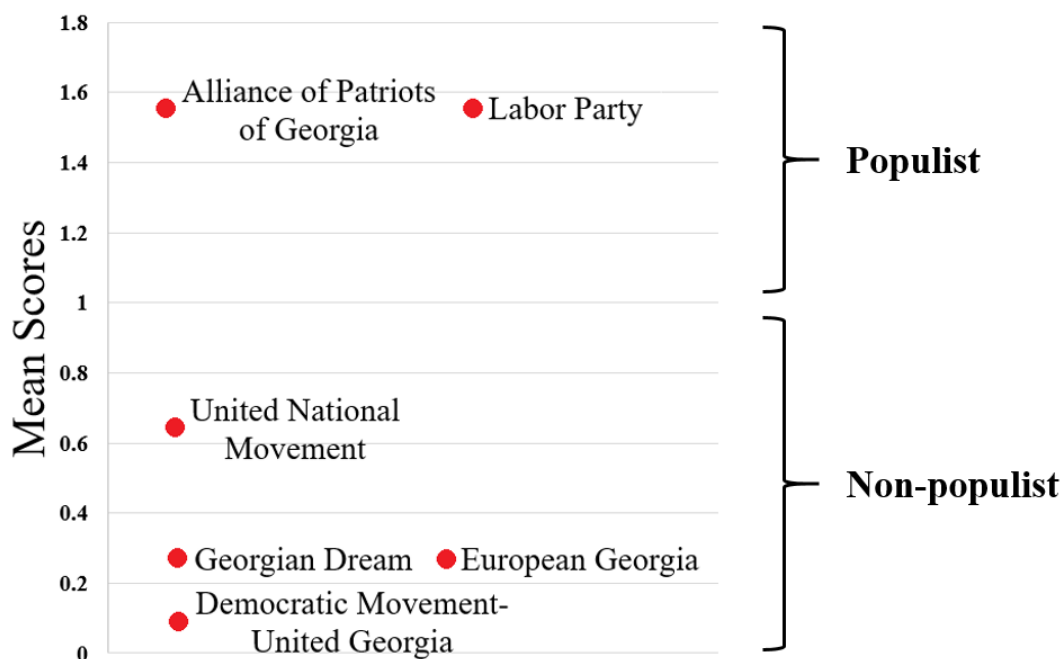 1.8
1.6
1.4
1.2
1
0.8
0.6
0.4
0.2
0
Mean Scores
Alliance of Patriots
of Georgia
Labor Party
United National
Movement
Georgian Dream
European Georgia
Democratic Movement-
United Georgia
Populist
Non-populist